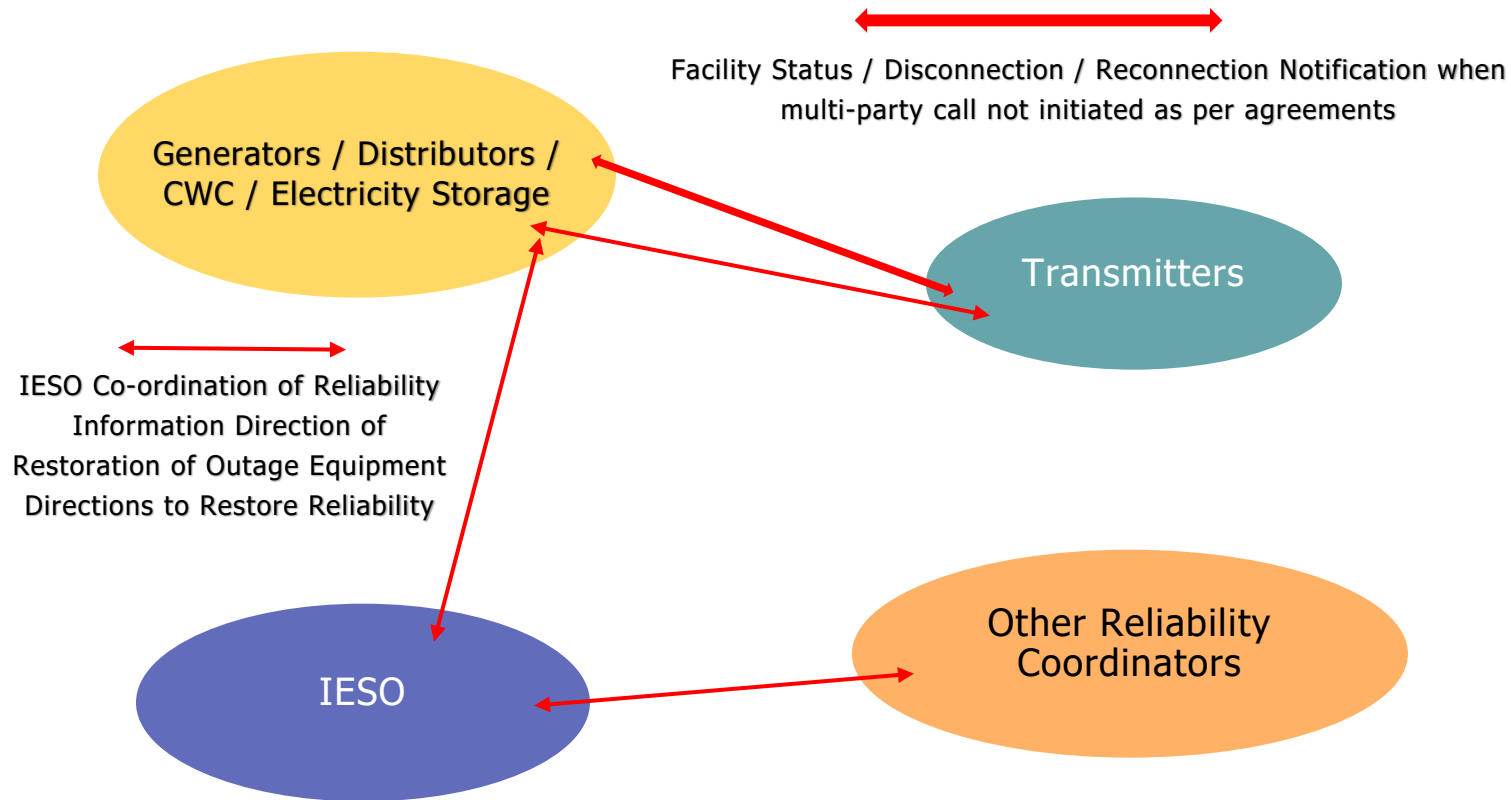 Facility Status / Disconnection / Reconnection Notification when
multi-party call not initiated as per agreements
Generators / Distributors /
CWC / Electricity Storage
Transmitters
IESO Co-ordination of Reliability
Information Direction of
Restoration of Outage Equipment
Directions to Restore Reliability
Other Reliability
Coordinators
IESO